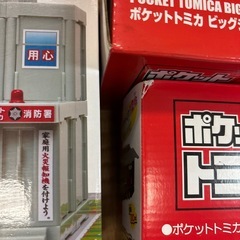 用心
消防署
家庭用火災報知機
を付けよう。
POCKET TOMICA BIG
ポケットトミカ ビッグ
ポケット
トミ
●ポケットトミカ